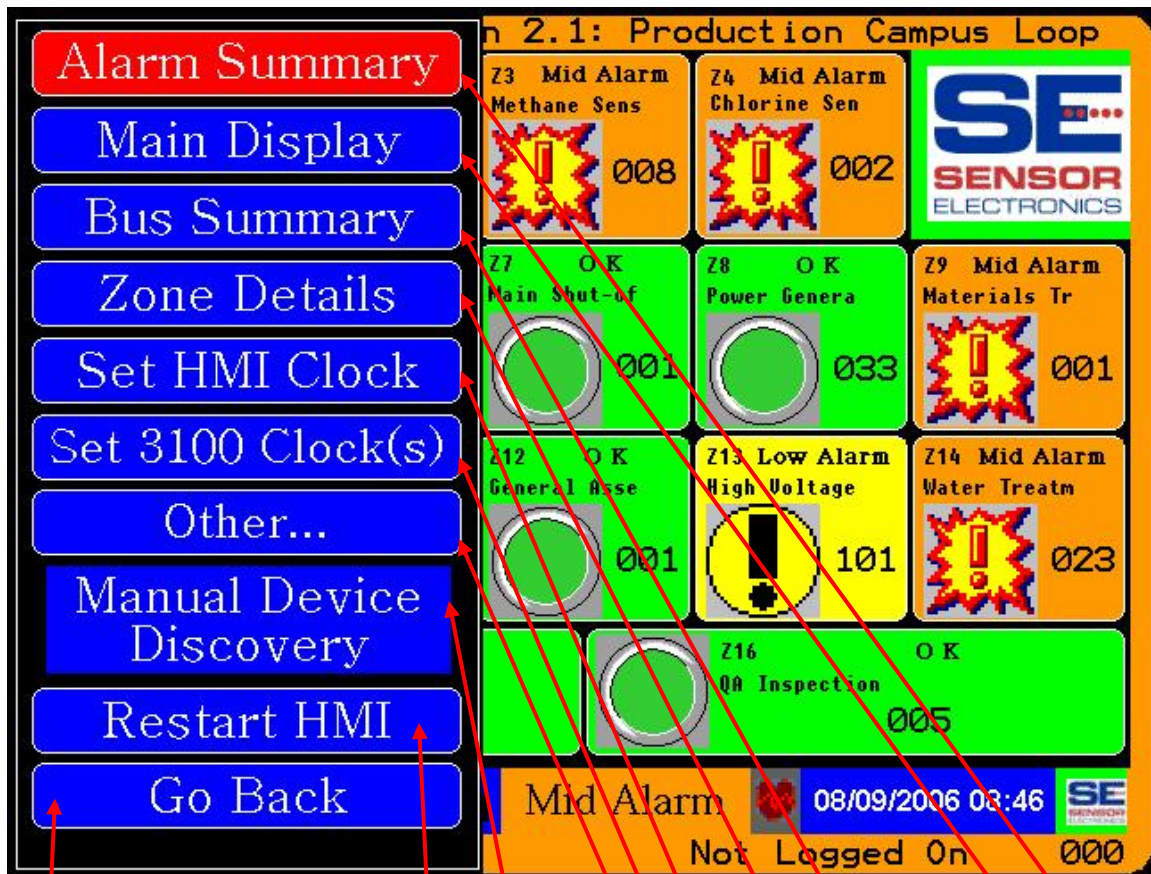 Alarm Summary
Main Display
Bus Summary
Zone Details
Set HMI Clock
Set 3100 Clock(s)
Other...
Manual Device
Discovery
Restart HMI
Go Back
n 2.1: Production Campus Loop
Z3 Mid Alarm
Methane Sens
008
Z4 Mid Alarm
Chlorine Sen
002
SE
SENSOR
ELECTRONICS
Z7 OK
Main Shut-of
001
Z8 OK
Power Genera
033
Z9 Mid Alarm
Materials Tr
001
Z12 OK
General Asse
001
Z13 Low Alarm
High Voltage
101
Z14 Mid Alarm
Water Treatm
023
Z16 OK
QA Inspection
005
Mid Alarm
08/09/2006 08:46
SE
SENSOR
Not Logged On 000